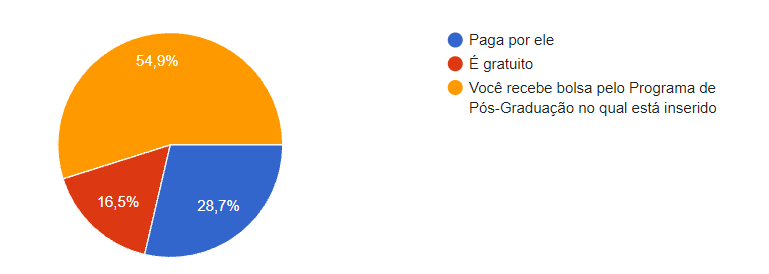 54,9%
16,5%
28,7%
Paga por ele
É gratuito
Você recebe bolsa pelo Programa de
Pós-Graduação no qual está inserido